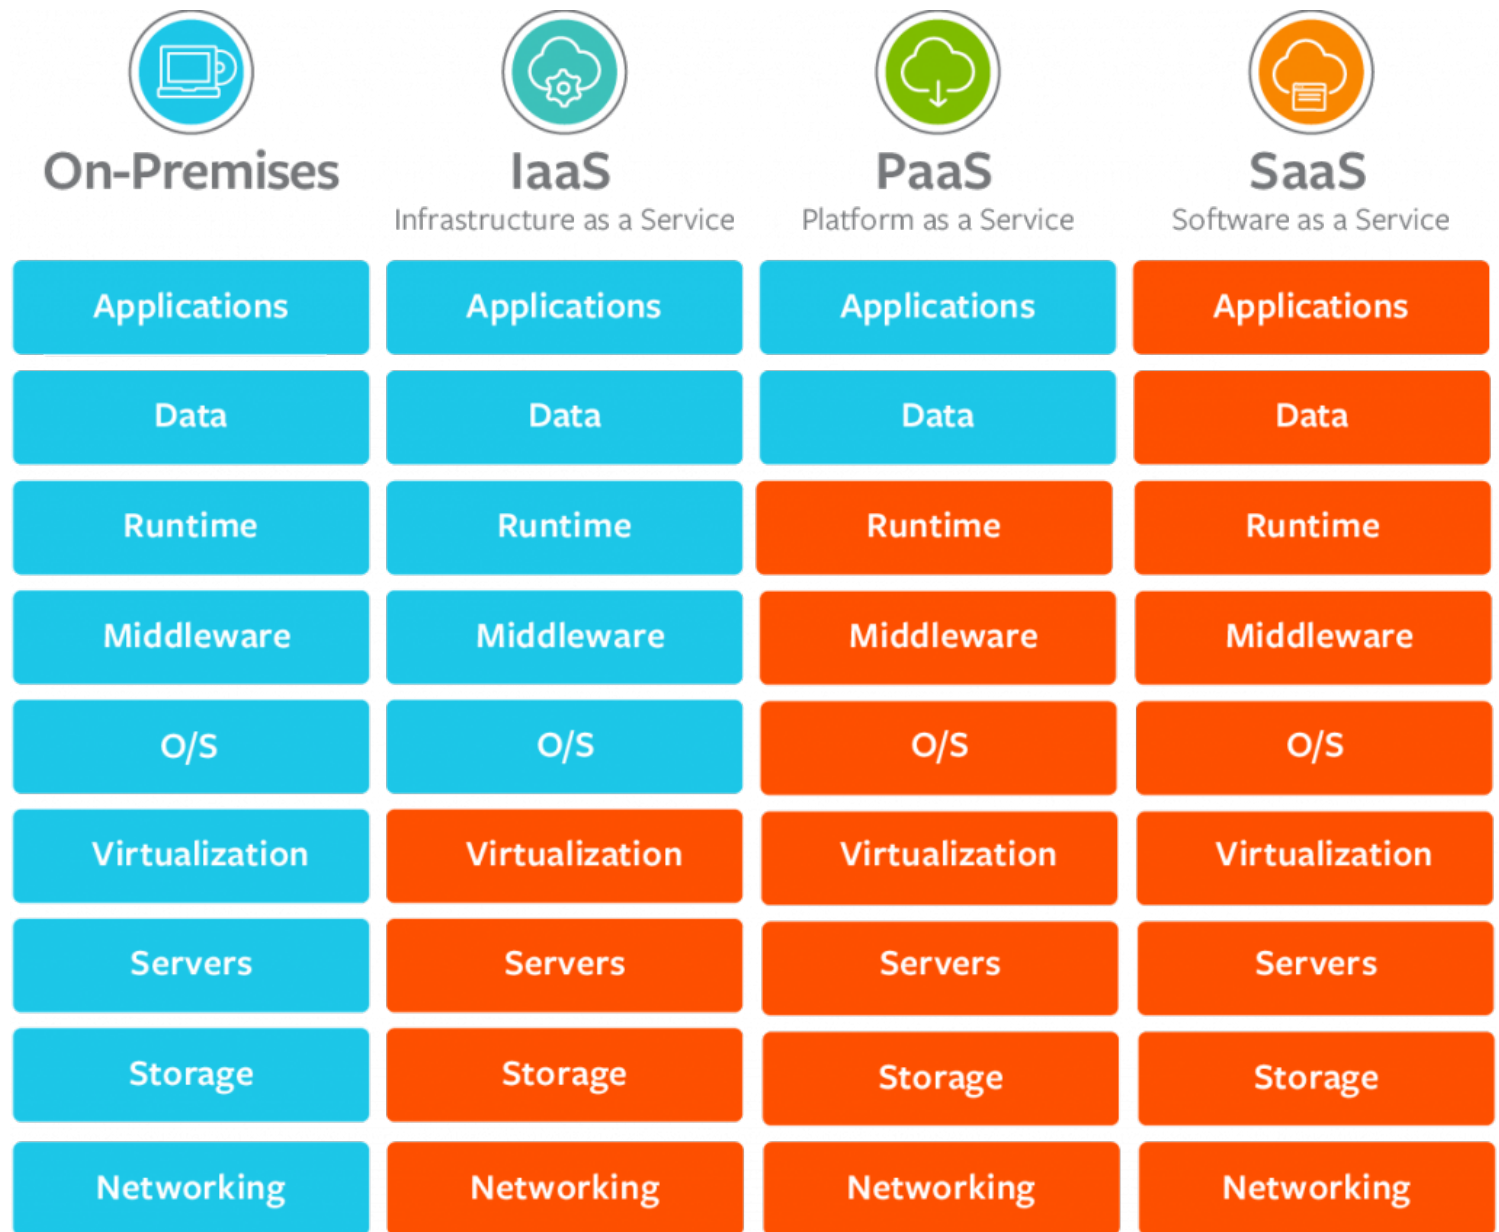 On-Premises
IaaS
PaaS
SaaS
Infrastructure as a Service
Platform as a Service
Software as a Service
Applications
Applications
Applications
Applications
Data
Data
Data
Data
Runtime
Runtime
Runtime
Runtime
Middleware
Middleware
Middleware
Middleware
O/S
O/S
O/S
O/S
Virtualization
Virtualization
Virtualization
Virtualization
Servers
Servers
Servers
Servers
Storage
Storage
Storage
Storage
Networking
Networking
Networking
Networking